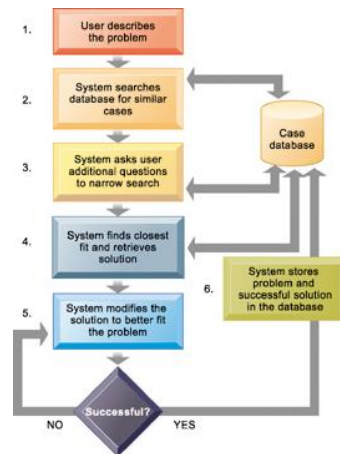 1.
User describes
the problem
2.
System searches
database for similar
cases
Case
database
3.
System asks user
additional questions
to narrow search
4.
System finds closest
fit and retrieves
solution
6.
System stores
problem and
successful solution
in the database
5.
System modifies the
solution to better fit
the problem
Successful?
NO
YES